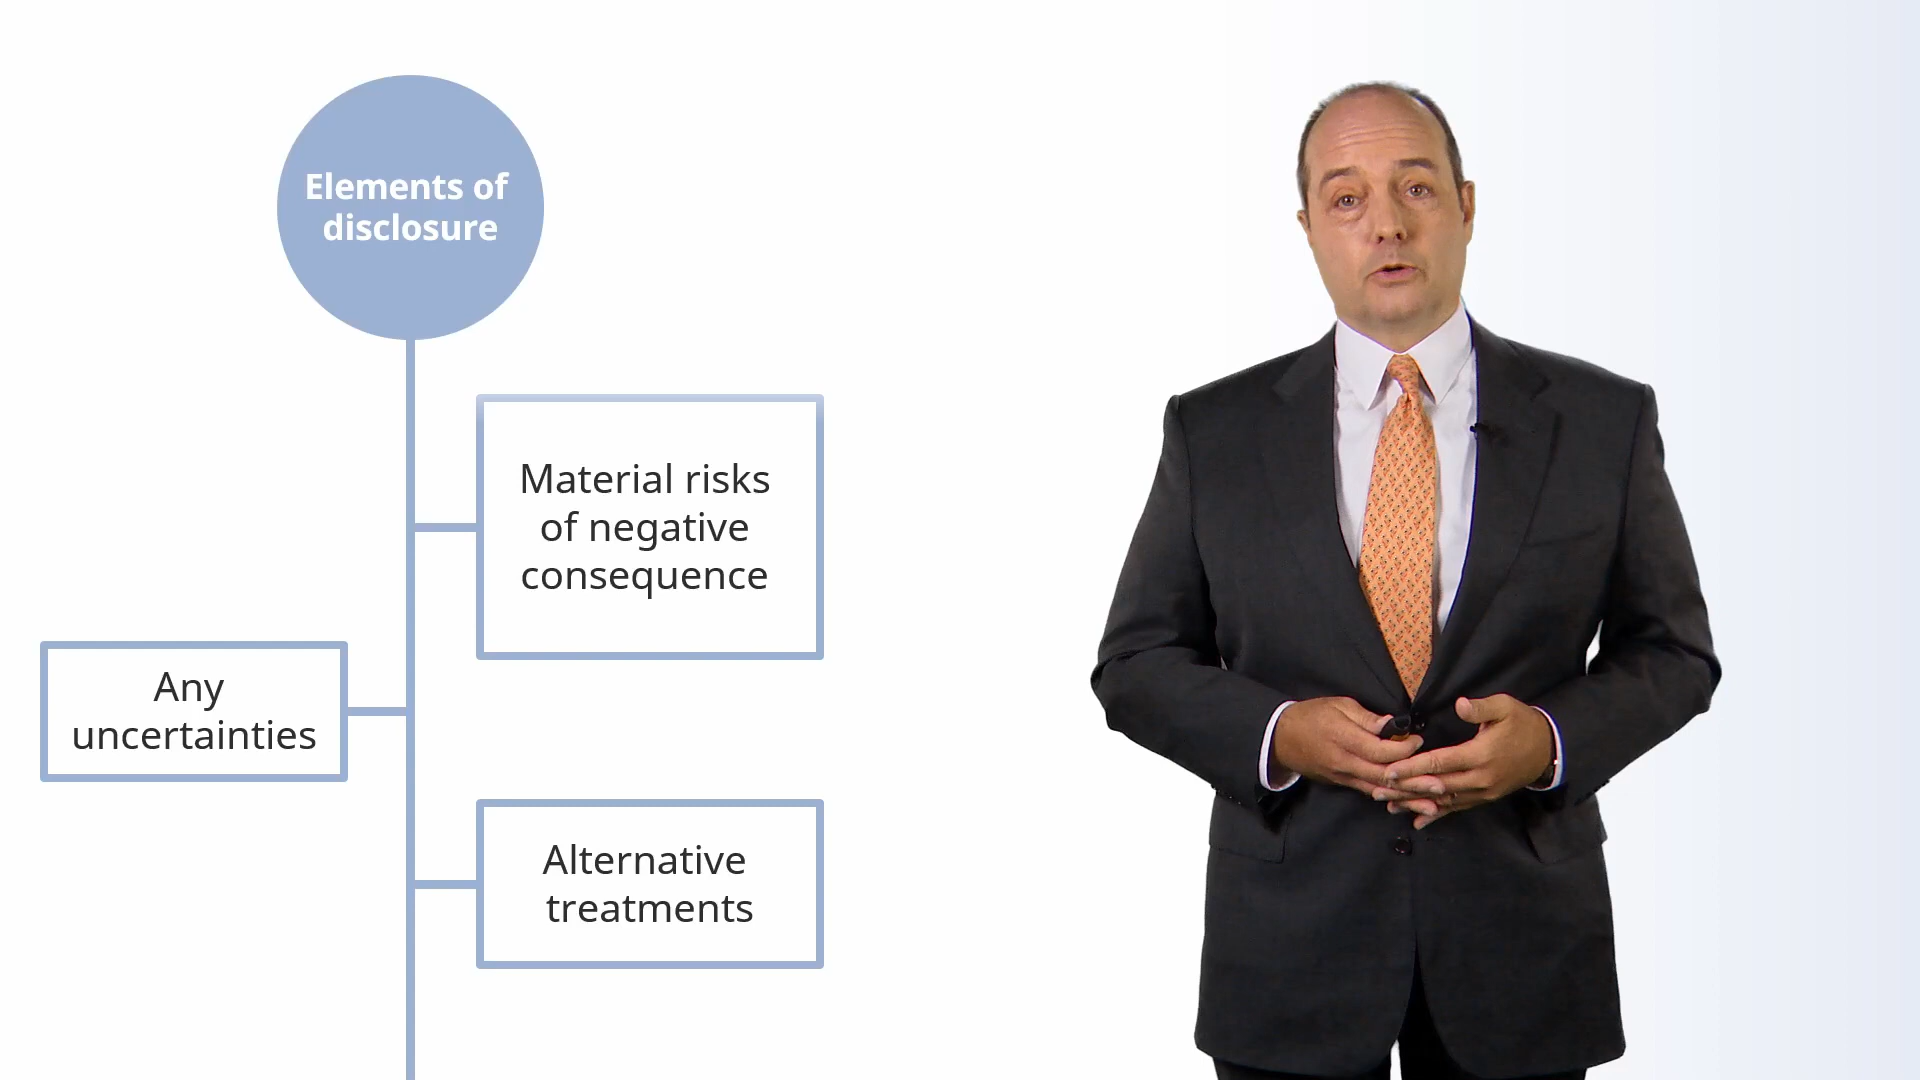 Elements of
disclosure
Material risks
of negative
consequence
Any
uncertainties
Alternative
treatments